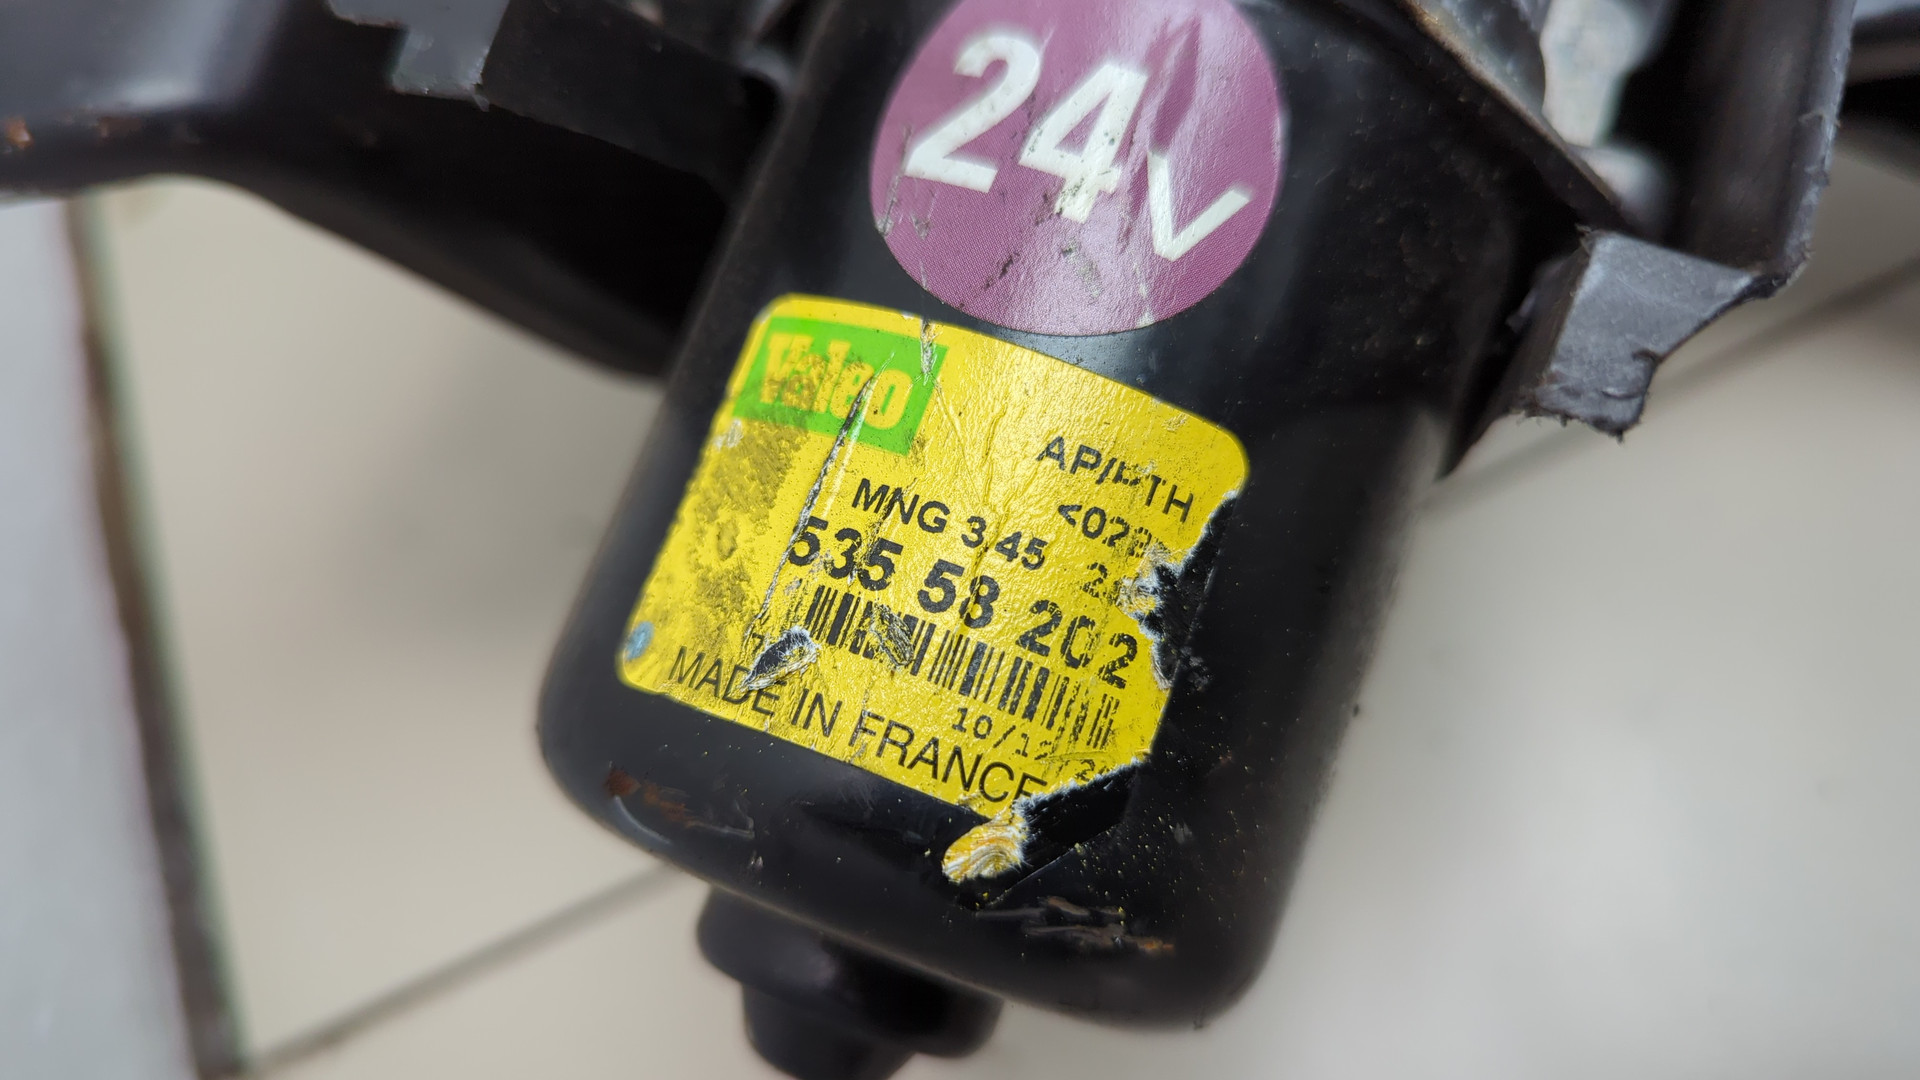 24V
Valeo
AP/PTH
MNG 3.45
535 58 202
MADE IN FRANCE